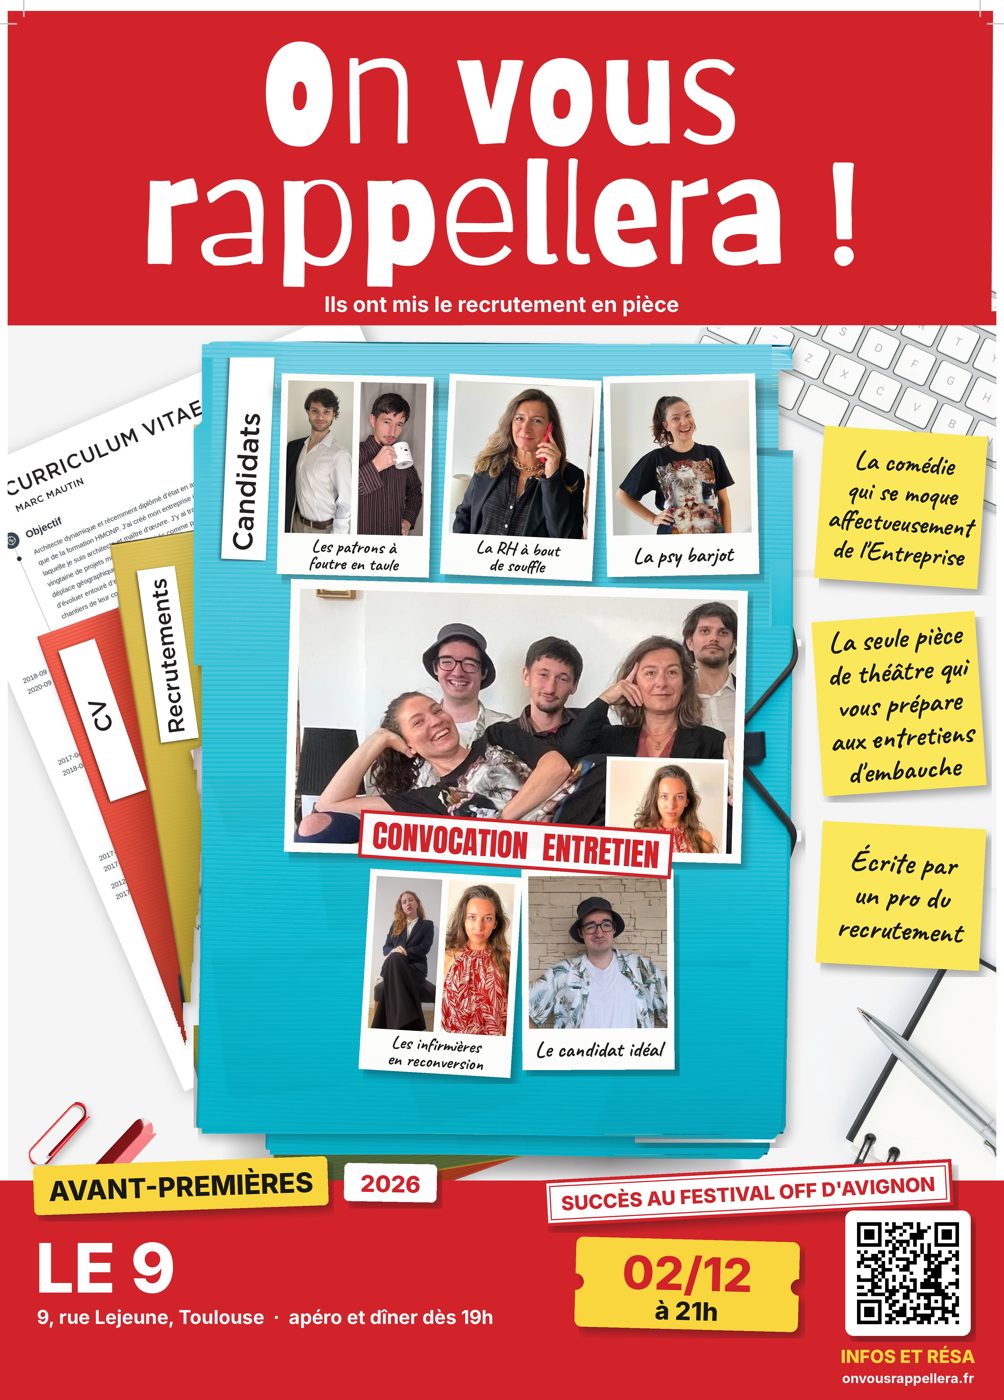 On vous
rappellera !
Ils ont mis le recrutement en pièce
CURRICULUM VITAE
MARC MAUTIN
Objectif
Candidats
Recrutements
CV
Les patrons à
foutre en taule
La RH à bout
de souffle
La psy barjot
La comédie
qui se moque
affectueusement
de l'Entreprise
La seule pièce
de théâtre qui
vous prépare
aux entretiens
d'embauche
Écrite par
un pro du
recrutement
CONVOCATION ENTRETIEN
Les infirmières
en reconversion
Le candidat idéal
AVANT-PREMIÈRES
2026
SUCCÈS AU FESTIVAL OFF D'AVIGNON
LE 9
9, rue Lejeune, Toulouse · apéro et dîner dès 19h
02/12
à 21h
INFOS ET RÉSA
onvousrappellera.fr